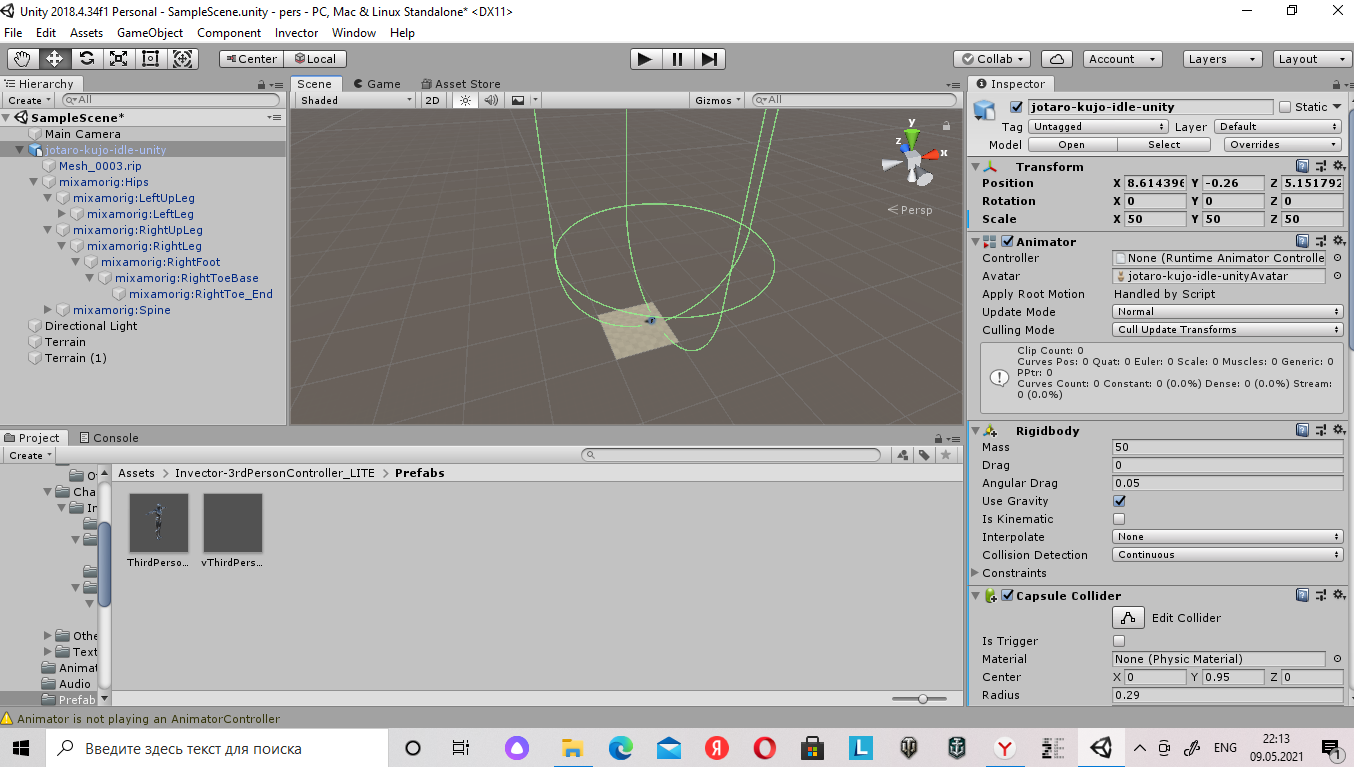 Unity 2018.4.34f1 Personal - SampleScene.unity - pers - PC, Mac & Linux Standalone* <DX11>
File Edit Assets GameObject Component Invector Window Help
Center Local Collab Account Layers Layout
Hierarchy
Create All
SampleScene*
Main Camera
jotaro-kujo-idle-unity
Mesh_0003.rip
mixamorig:Hips
mixamorig:LeftUpLeg
mixamorig:LeftLeg
mixamorig:RightUpLeg
mixamorig:RightLeg
mixamorig:RightFoot
mixamorig:RightToeBase
mixamorig:RightToe_End
mixamorig:Spine
Directional Light
Terrain
Terrain (1)
Scene Game Asset Store
Shaded 2D Gizmos All
y
z
x
Persp
Inspector
jotaro-kujo-idle-unity Static
Tag Untagged Layer Default
Model Open Select Overrides
Transform
Position X 8.614396 Y -0.26 Z 5.151792
Rotation X 0 Y 0 Z 0
Scale X 50 Y 50 Z 50
Animator
Controller None (Runtime Animator Controlle
Avatar jotaro-kujo-idle-unityAvatar
Apply Root Motion Handled by Script
Update Mode Normal
Culling Mode Cull Update Transforms
Clip Count: 0
Curves Pos: 0 Quat: 0 Euler: 0 Scale: 0 Muscles: 0 Generic: 0
PPtr: 0
Curves Count: 0 Constant: 0 (0.0%) Dense: 0 (0.0%) Stream:
0 (0.0%)
Rigidbody
Mass 50
Drag 0
Angular Drag 0.05
Use Gravity
Is Kinematic
Interpolate None
Collision Detection Continuous
Constraints
Capsule Collider
Edit Collider
Is Trigger
Material None (Physic Material)
Center X 0 Y 0.95 Z 0
Radius 0.29
Project Console
Create
Ot
Cha
In
Othe
Text
Animat
Audio
Prefab
Assets > Invector-3rdPersonController_LITE > Prefabs
ThirdPerso... vThirdPers...
Animator is not playing an AnimatorController
Введите здесь текст для поиска
ENG
22:13
09.05.2021
1